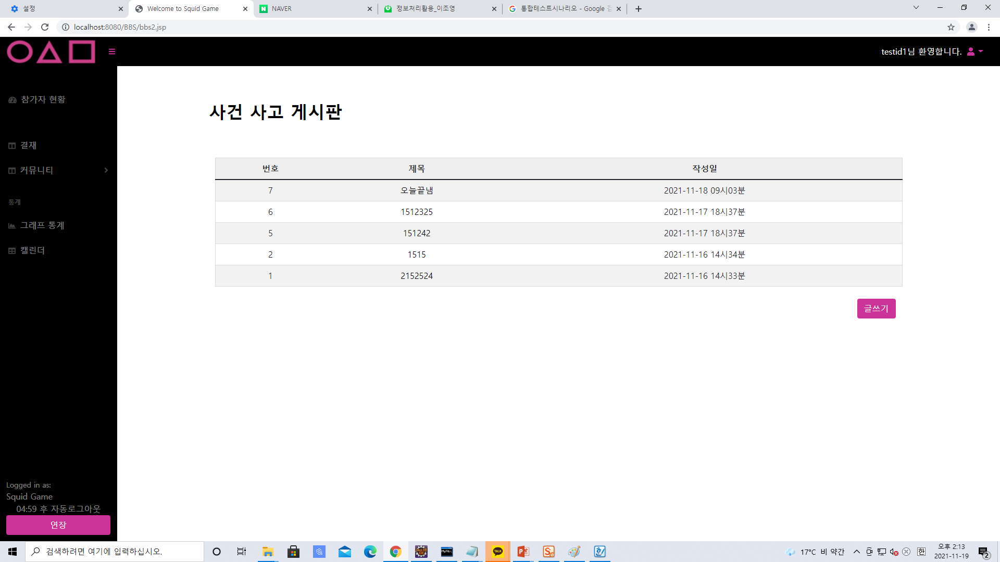 설정
Welcome to Squid Game
NAVER
정보처리활용_이조영
통합테스트시나리오 - Google
localhost:8080/BBS/bbs2.jsp
testid1님 환영합니다.
참가자 현황
결재
커뮤니티
통계
그래프 통계
캘린더
사건 사고 게시판
번호 제목 작성일
7 오늘끝냄 2021-11-18 09시03분
6 1512325 2021-11-17 18시37분
5 151242 2021-11-17 18시37분
2 1515 2021-11-16 14시34분
1 2152524 2021-11-16 14시33분
글쓰기
Logged in as:
Squid Game
04:59 후 자동로그아웃
연장
검색하려면 여기에 입력하십시오.
TALK
17°C 비 약간
한
오후 2:13
2021-11-19
2